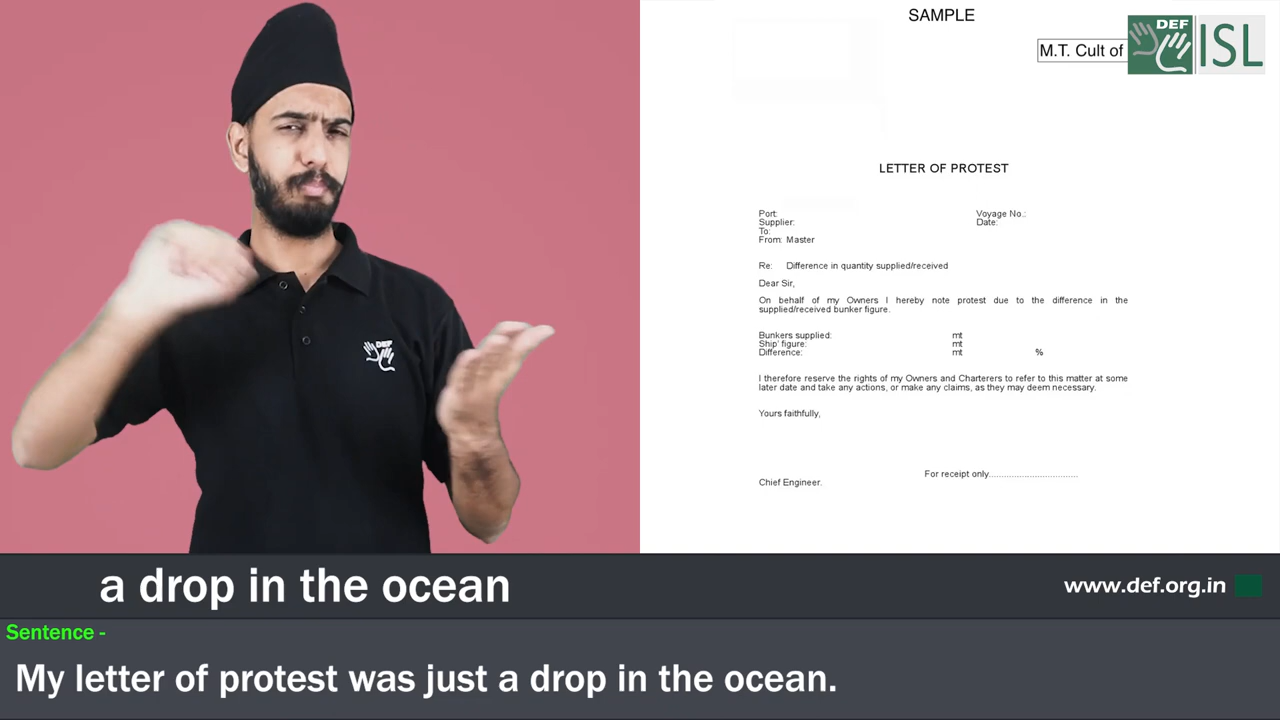 SAMPLE
M.T. Cult of
DEF
ISL
LETTER OF PROTEST
Port: Voyage No.:
Supplier: Date:
To:
From: Master
Re: Difference in quantity supplied/received
Dear Sir,
On behalf of my Owners I hereby note protest due to the difference in the
supplied/received bunker figure.
Bunkers supplied: mt
Ship' figure: mt
Difference: mt %
I therefore reserve the rights of my Owners and Charterers to refer to this matter at some
later date and take any actions, or make any claims, as they may deem necessary.
Yours faithfully,
For receipt only.................................
Chief Engineer.
DEF
a drop in the ocean
www.def.org.in
Sentence -
My letter of protest was just a drop in the ocean.